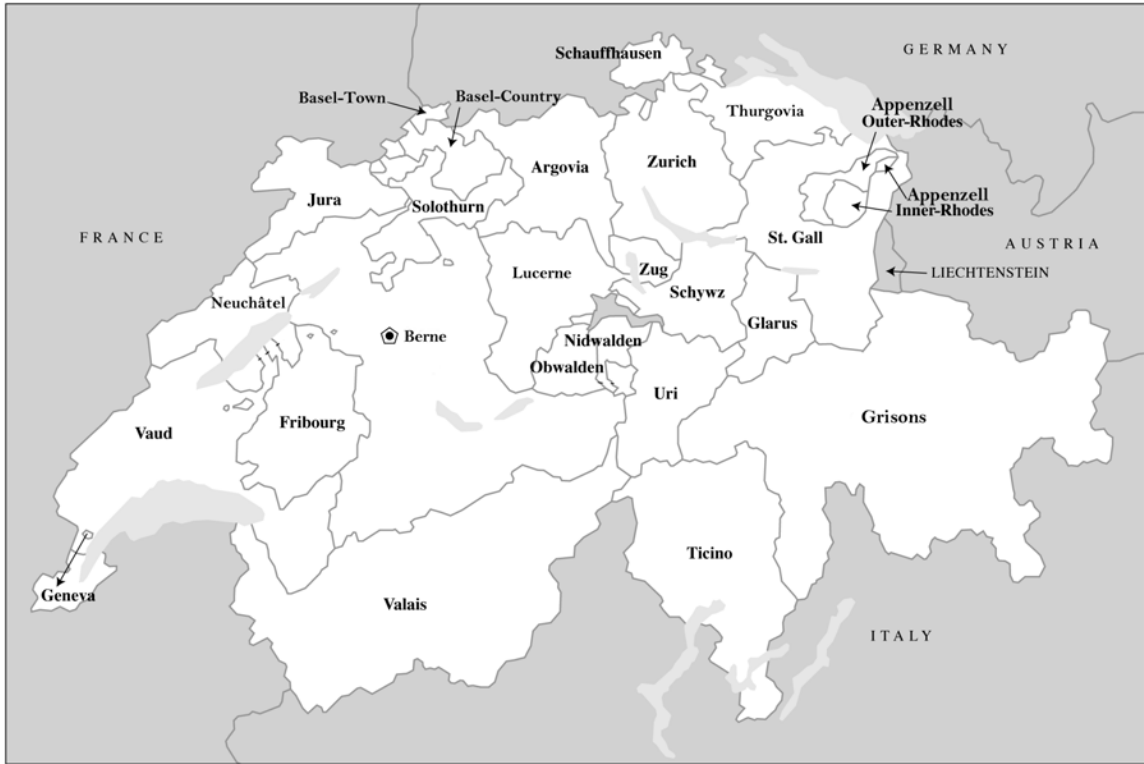 Schauffhausen
GERMANY
Basel-Town
Basel-Country
Thurgovia
Appenzell
Outer-Rhodes
Argovia
Zurich
Jura
Solothurn
Appenzell
Inner-Rhodes
FRANCE
St. Gall
AUSTRIA
Lucerne
Zug
LIECHTENSTEIN
Schywz
Neuchâtel
Glarus
Berne
Nidwalden
Obwalden
Uri
Grisons
Fribourg
Vaud
Ticino
Geneva
Valais
ITALY